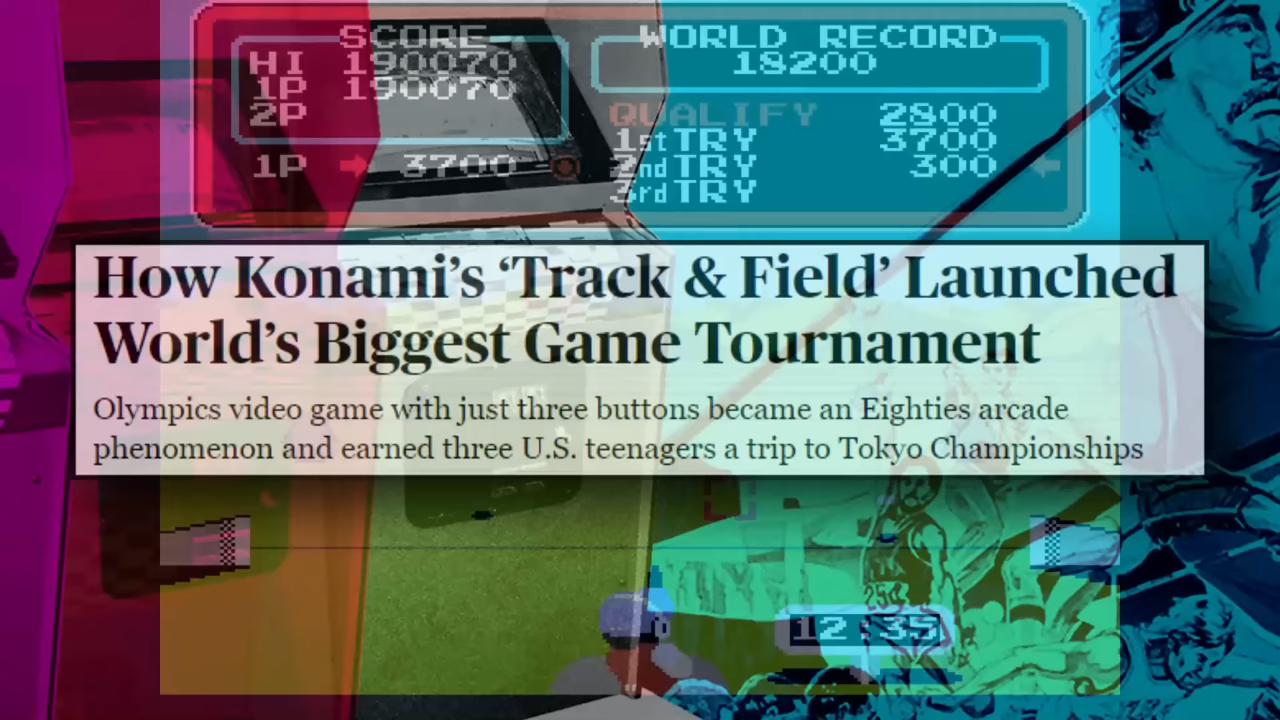 SCORE
HI 190070
1P 190070
2P
1P → 3700
WORLD RECORD
18200
QUALIFY 2800
1st TRY 3700
2nd TRY 300 ←
3rd TRY
How Konami’s ‘Track & Field’ Launched
World’s Biggest Game Tournament
Olympics video game with just three buttons became an Eighties arcade
phenomenon and earned three U.S. teenagers a trip to Tokyo Championships
12:35